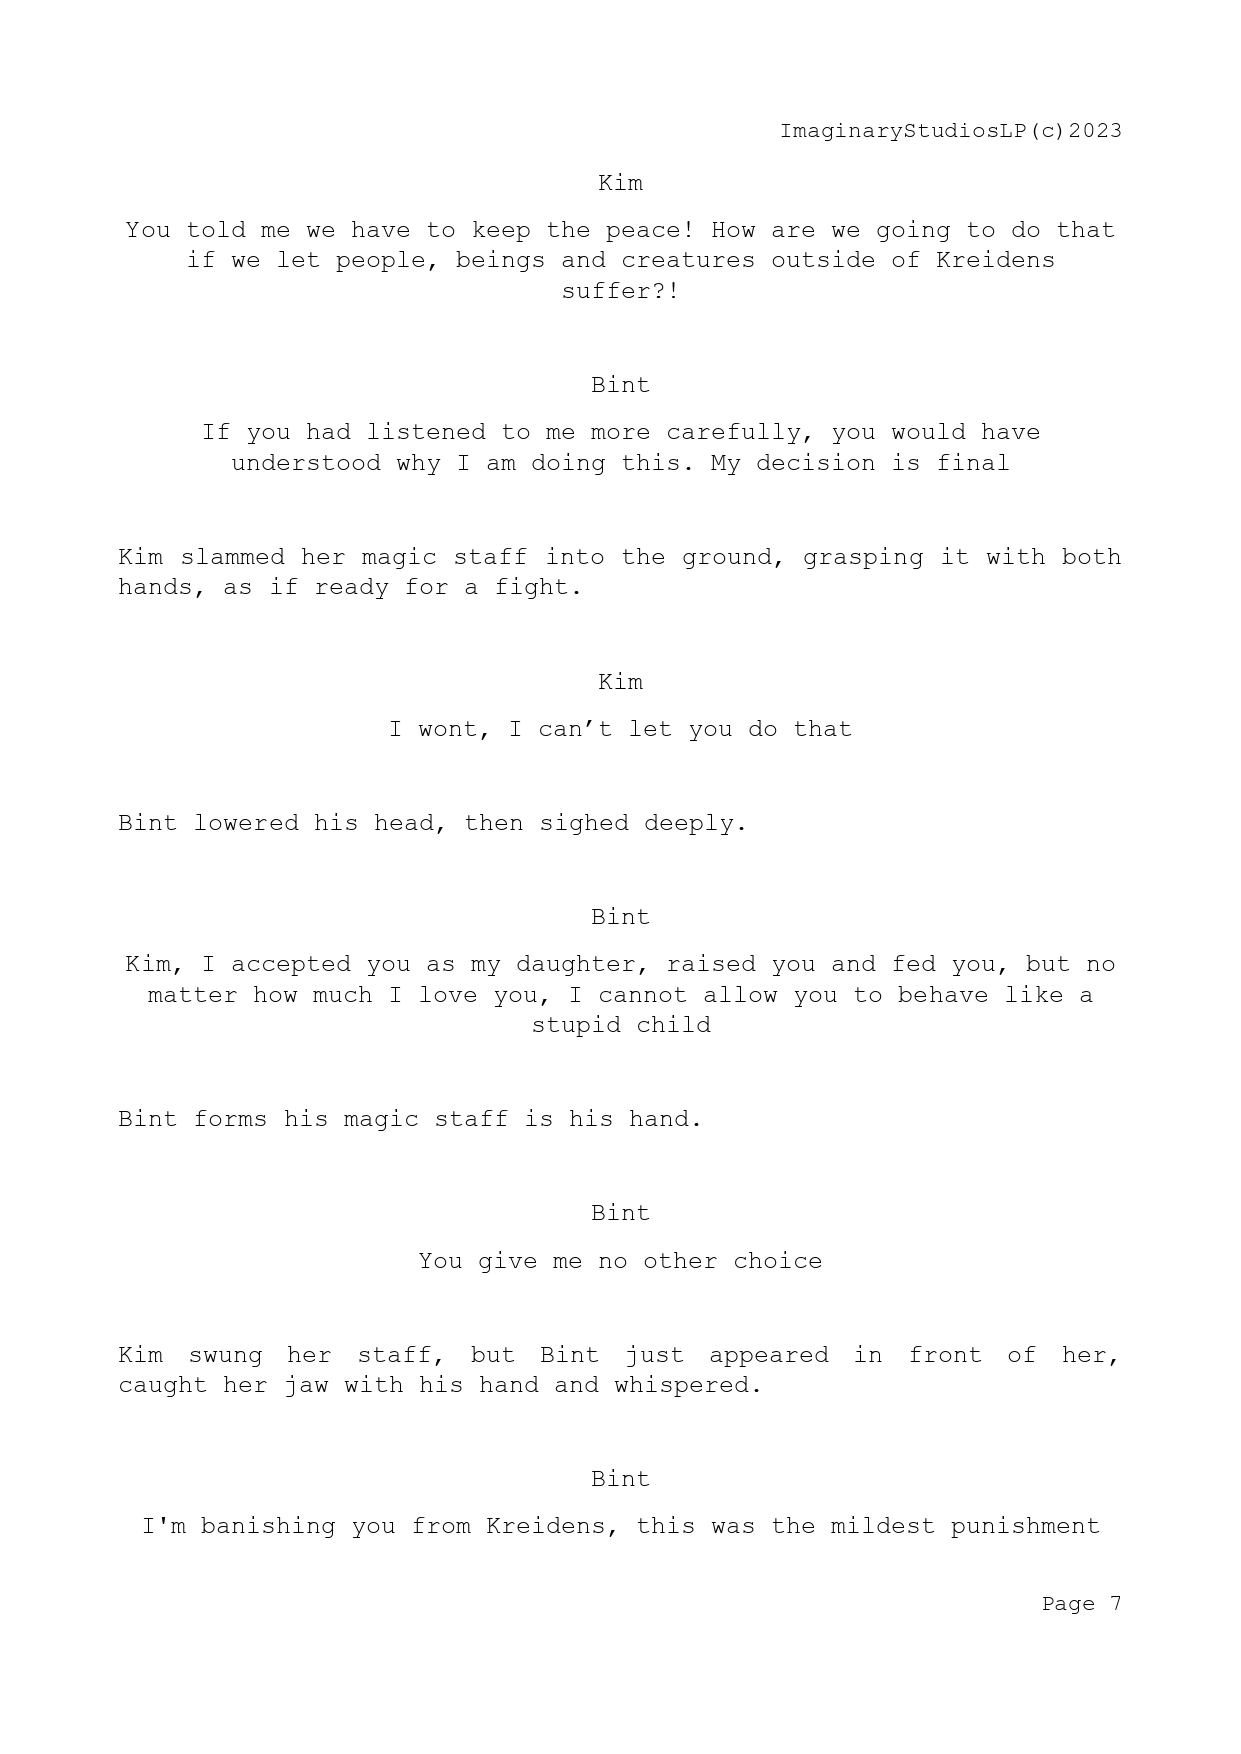 ImaginaryStudiosLP(c)2023
Kim
You told me we have to keep the peace! How are we going to do that
if we let people, beings and creatures outside of Kreidens
suffer?!
Bint
If you had listened to me more carefully, you would have
understood why I am doing this. My decision is final
Kim slammed her magic staff into the ground, grasping it with both
hands, as if ready for a fight.
Kim
I wont, I can’t let you do that
Bint lowered his head, then sighed deeply.
Bint
Kim, I accepted you as my daughter, raised you and fed you, but no
matter how much I love you, I cannot allow you to behave like a
stupid child
Bint forms his magic staff is his hand.
Bint
You give me no other choice
Kim swung her staff, but Bint just appeared in front of her,
caught her jaw with his hand and whispered.
Bint
I'm banishing you from Kreidens, this was the mildest punishment
Page 7